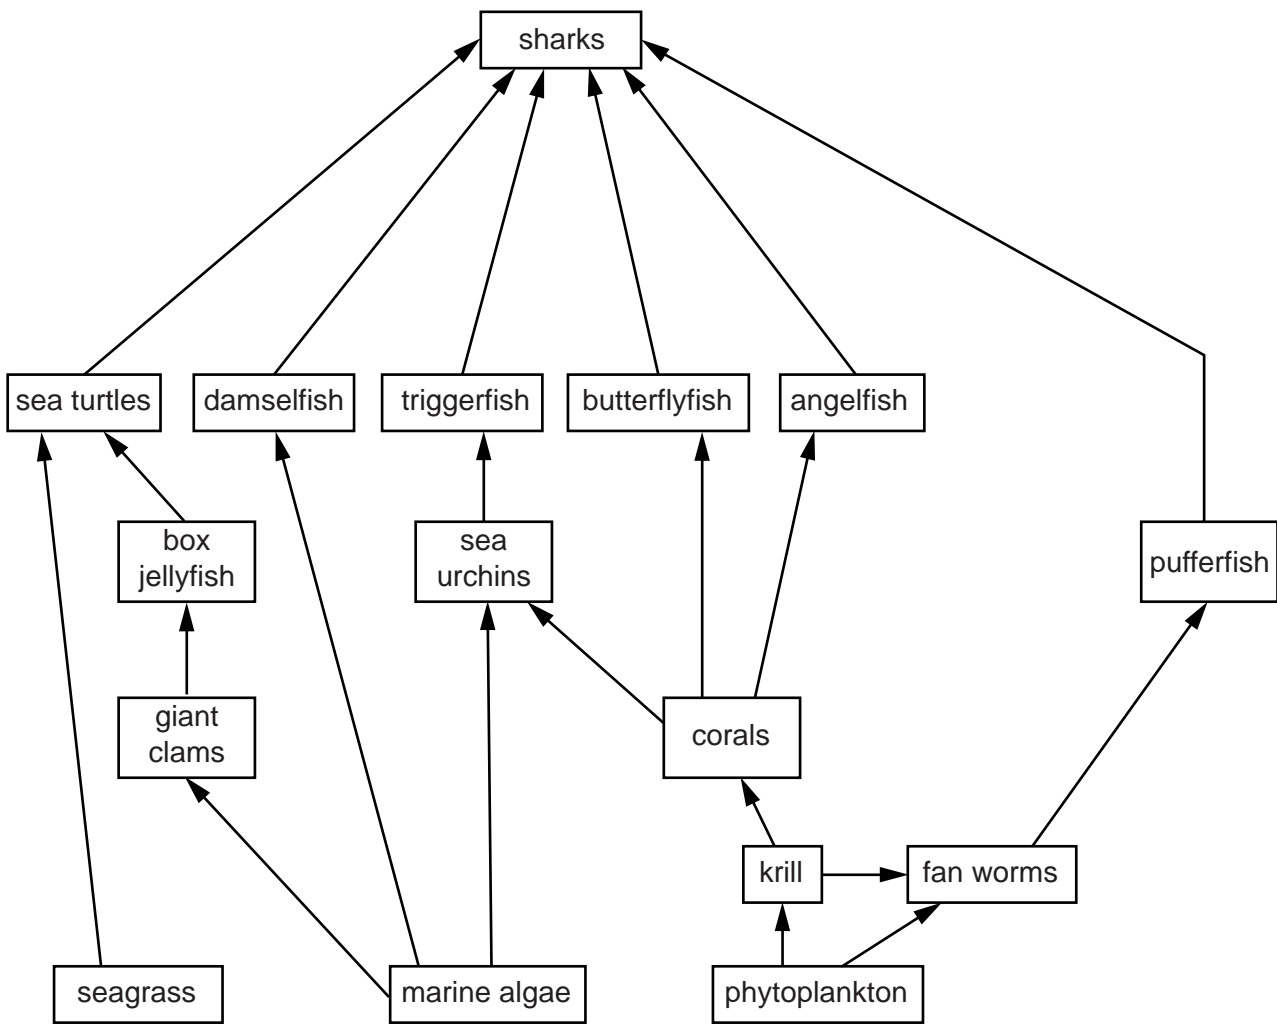 sharks
sea turtles
damselfish
triggerfish
butterflyfish
angelfish
box
jellyfish
sea
urchins
pufferfish
giant
clams
corals
krill
fan worms
seagrass
marine algae
phytoplankton